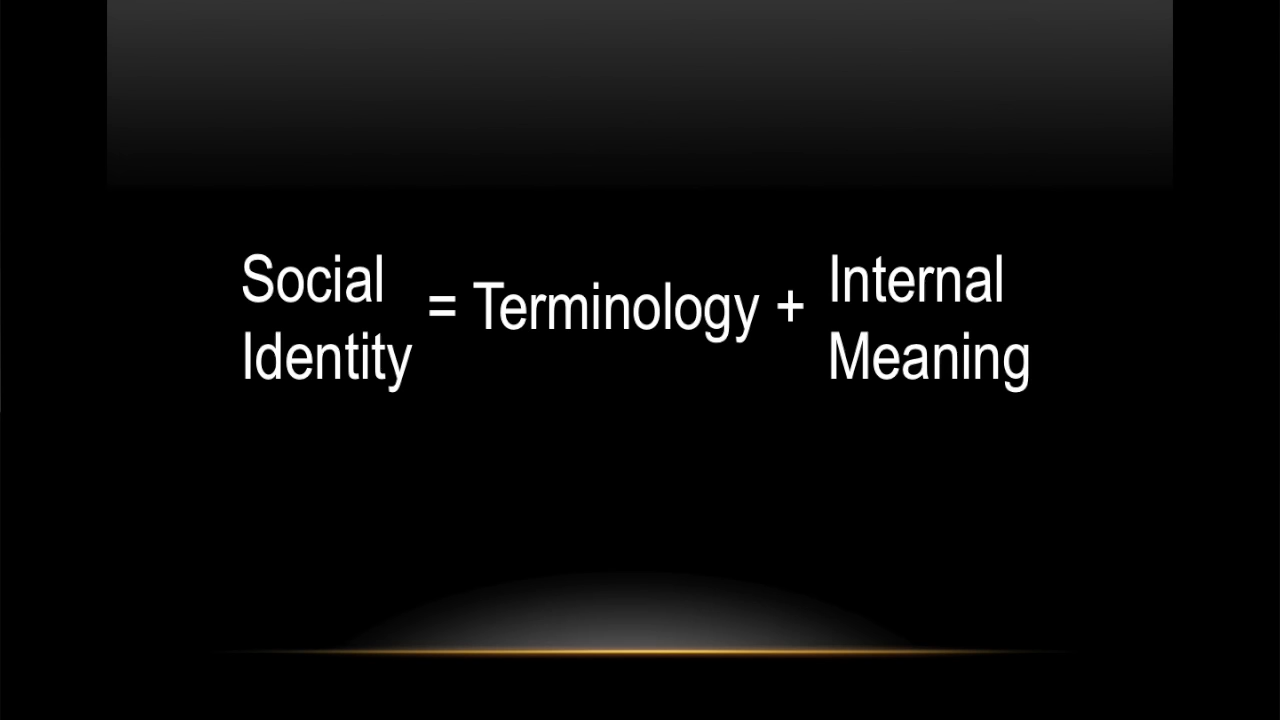 Social
Identity
= Terminology +
Internal
Meaning